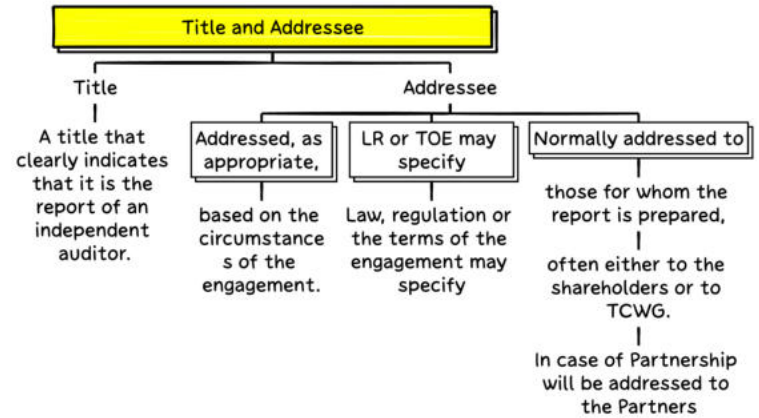 Title and Addressee
Title
A title that
clearly indicates
that it is the
report of an
independent
auditor.
Addressee
Addressed, as
appropriate,
based on the
circumstance
s of the
engagement.
LR or TOE may
specify
Law, regulation or
the terms of the
engagement may
specify
Normally addressed to
those for whom the
report is prepared,
often either to the
shareholders or to
TCWG.
In case of Partnership
will be addressed to
the Partners